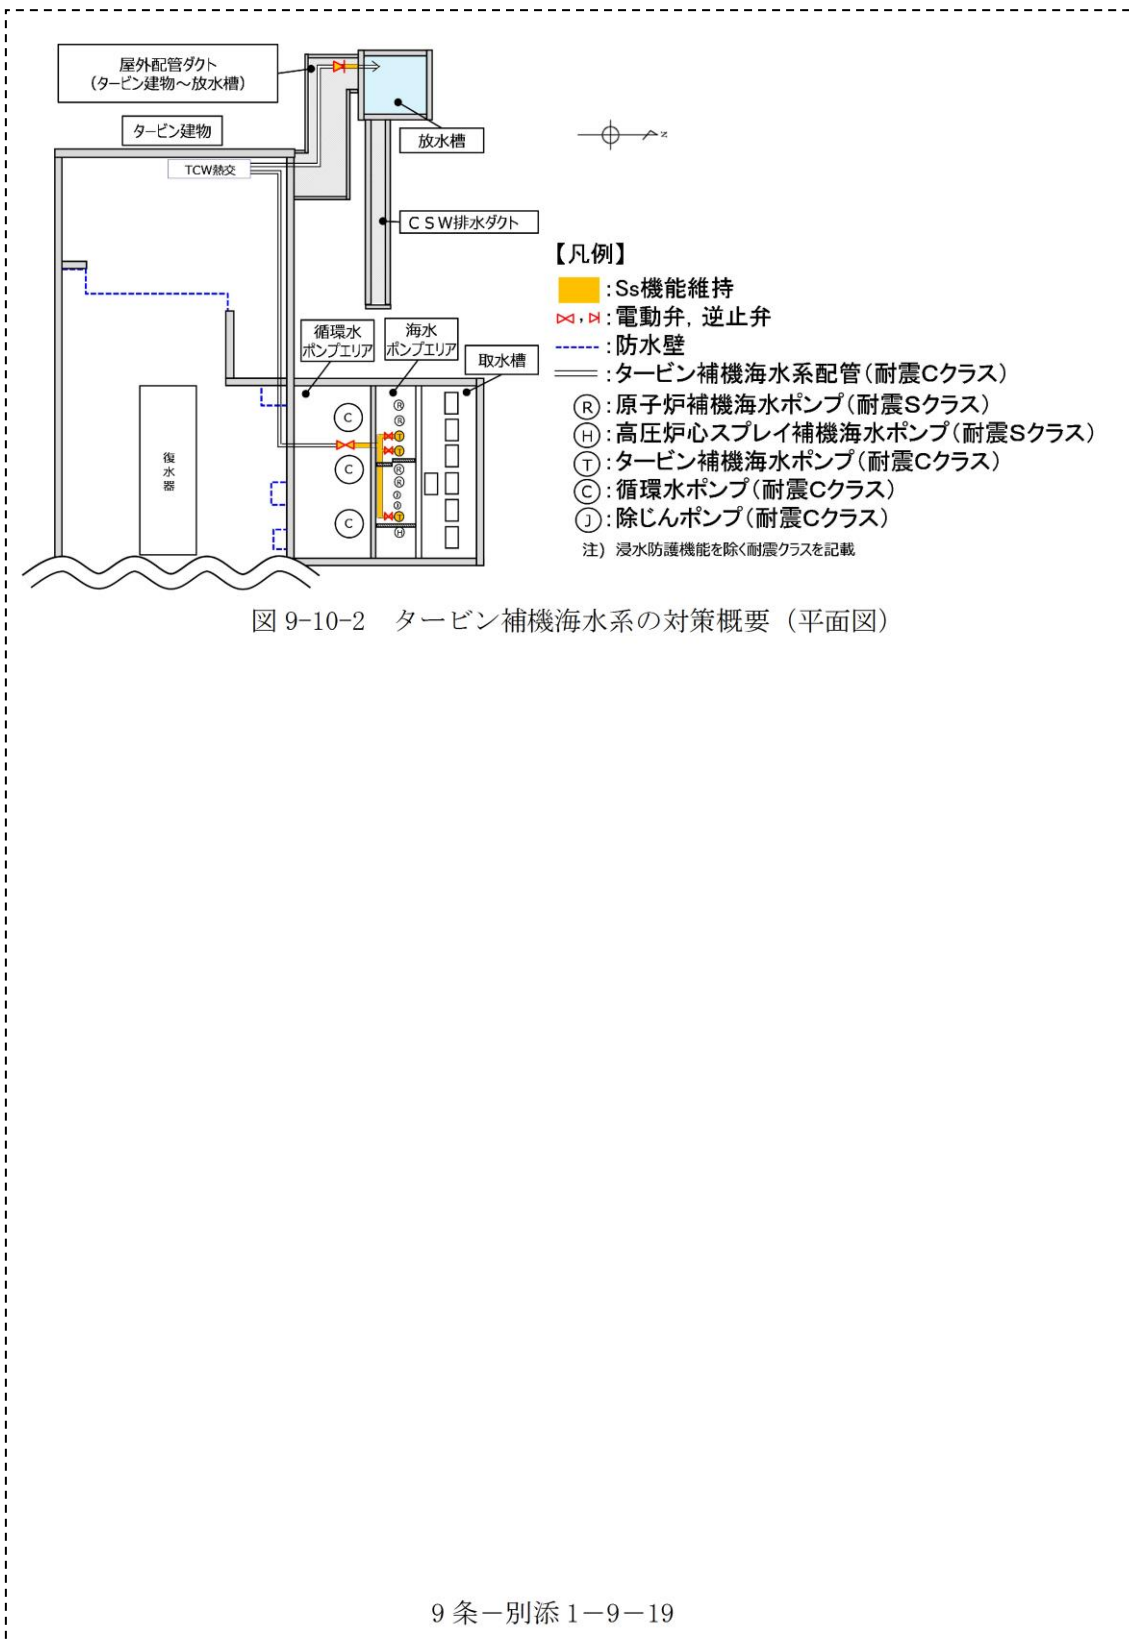 屋外配管ダクト
(タービン建物~放水槽)
タービン建物
放水槽
TCW熱交
CSW排水ダクト
N
循環水
ポンプエリア
海水
ポンプエリア
取水槽
復水器
C
C
C
R
R
T
T
R
R
J
J
T
H
【凡例】
:Ss機能維持
, :電動弁, 逆止弁
:防水壁
:タービン補機海水系配管(耐震Cクラス)
R:原子炉補機海水ポンプ(耐震Sクラス)
H:高圧炉心スプレイ補機海水ポンプ(耐震Sクラス)
T:タービン補機海水ポンプ(耐震Cクラス)
C:循環水ポンプ(耐震Cクラス)
J:除じんポンプ(耐震Cクラス)
注) 浸水防護機能を除く耐震クラスを記載
図 9-10-2 タービン補機海水系の対策概要(平面図)
9 条-別添 1-9-19